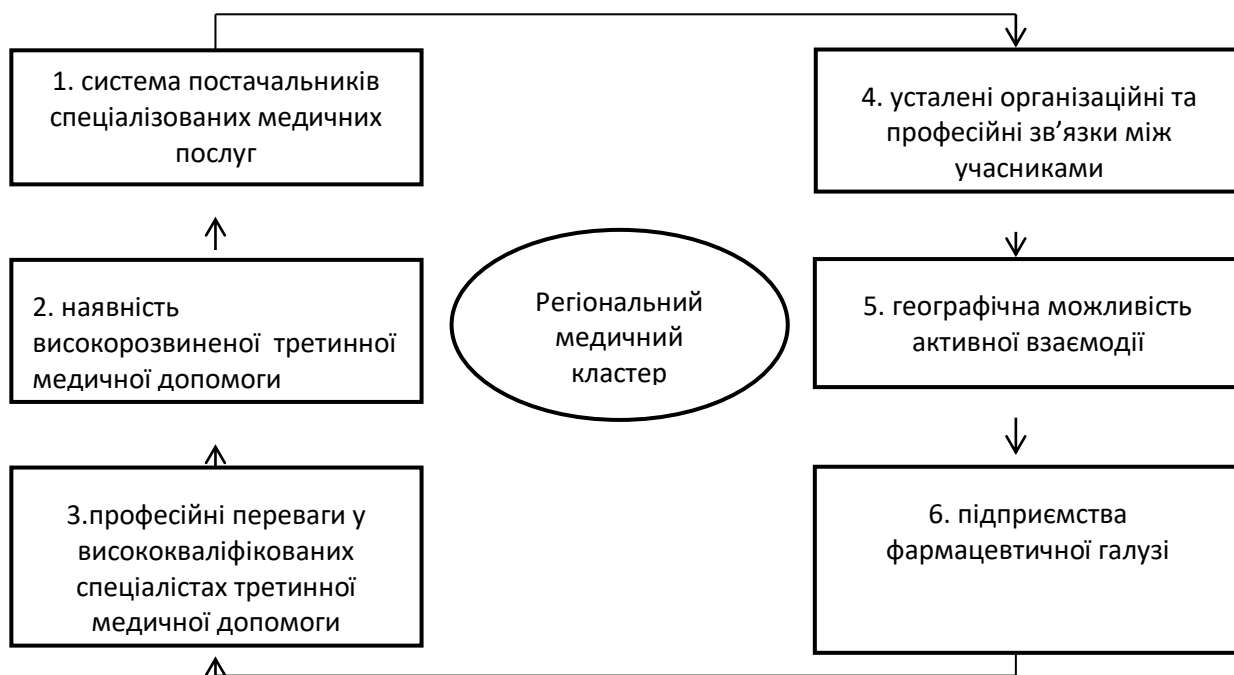 1. система постачальників
спеціалізованих медичних
послуг
2. наявність
високорозвиненої третинної
медичної допомоги
3.професійні переваги у
висококваліфікованих
спеціалістах третинної
медичної допомоги
Регіональний
медичний
кластер
4. усталені організаційні та
професійні зв’язки між
учасниками
5. географічна можливість
активної взаємодії
6. підприємства
фармацевтичної галузі